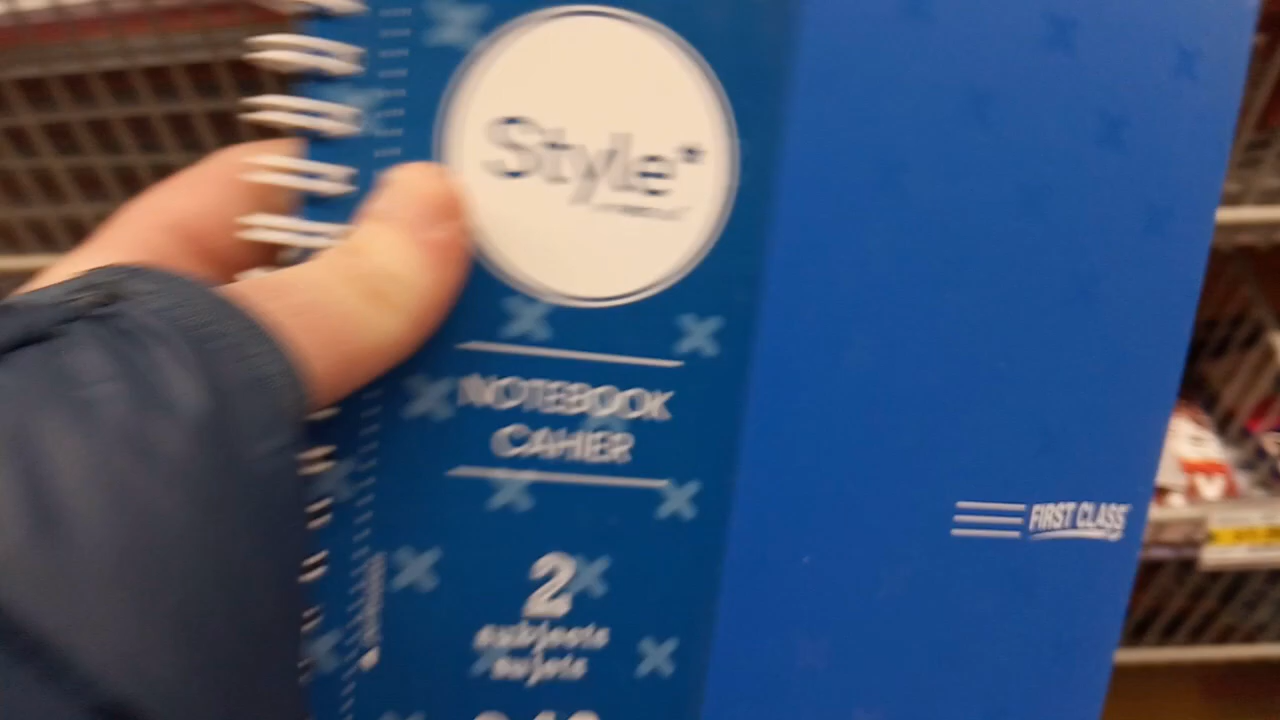 Style*
NOTEBOOK
CAHIER
FIRST CLASS
2
subjects
sujets